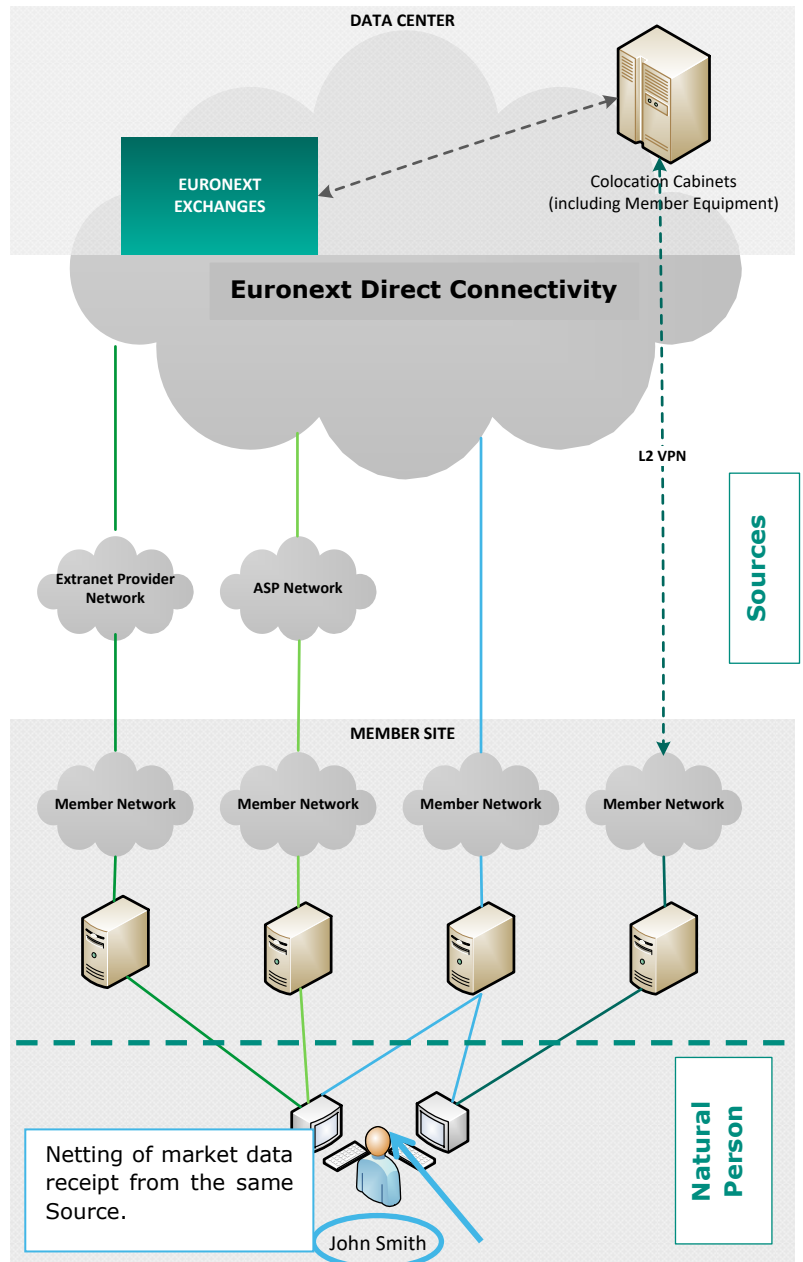 DATA CENTER
EURONEXT
EXCHANGES
Colocation Cabinets
(including Member Equipment)
Euronext Direct Connectivity
L2 VPN
Sources
Extranet Provider
Network
ASP Network
MEMBER SITE
Member Network
Member Network
Member Network
Member Network
Natural
Person
Netting of market data
receipt from the same
Source.
John Smith